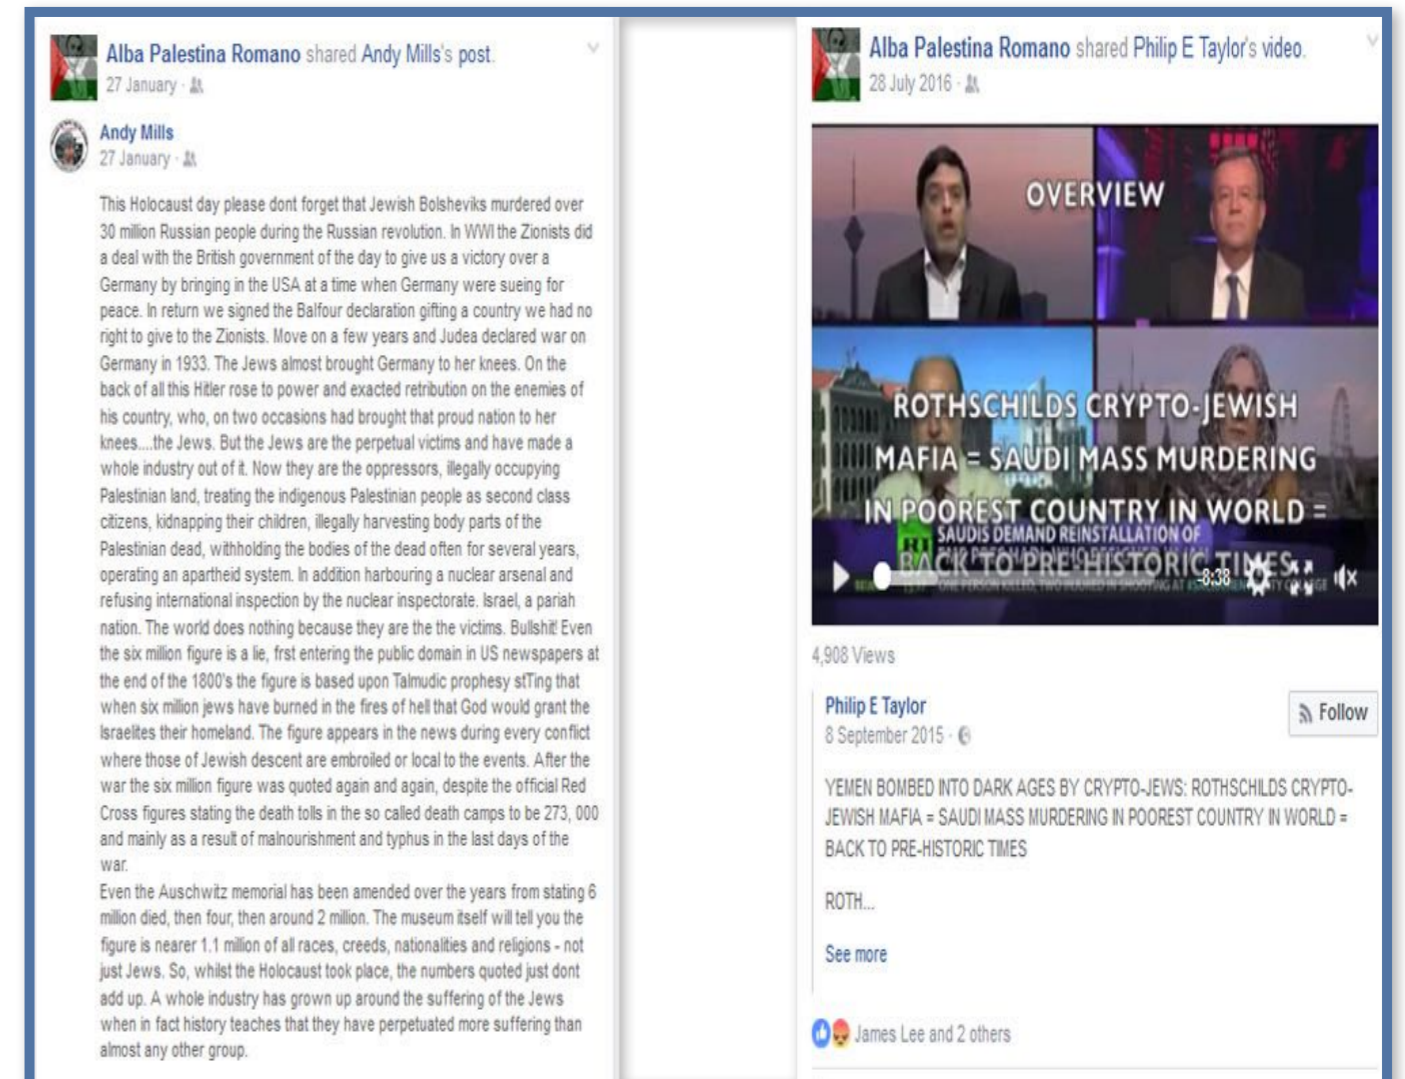 Alba Palestina Romano shared Andy Mills's post.
27 January
Andy Mills
27 January
This Holocaust day please dont forget that Jewish Bolsheviks murdered over
30 million Russian people during the Russian revolution. In WWI the Zionists did
a deal with the British government of the day to give us a victory over a
Germany by bringing in the USA at a time when Germany were sueing for
peace. In return we signed the Balfour declaration gifting a country we had no
right to give to the Zionists. Move on a few years and Judea declared war on
Germany in 1933. The Jews almost brought Germany to her knees. On the
back of all this Hitler rose to power and exacted retribution on the enemies of
his country, who, on two occasions had brought that proud nation to her
knees....the Jews. But the Jews are the perpetual victims and have made a
whole industry out of it. Now they are the oppressors, illegally occupying
Palestinian land, treating the indigenous Palestinian people as second class
citizens, kidnapping their children, illegally harvesting body parts of the
Palestinian dead, withholding the bodies of the dead often for several years,
operating an apartheid system. In addition harbouring a nuclear arsenal and
refusing international inspection by the nuclear inspectorate. Israel, a pariah
nation. The world does nothing because they are the the victims. Bullshit! Even
the six million figure is a lie, frst entering the public domain in US newspapers at
the end of the 1800's the figure is based upon Talmudic prophesy stTing that
when six million jews have burned in the fires of hell that God would grant the
Israelites their homeland. The figure appears in the news during every conflict
where those of Jewish descent are embroiled or local to the events. After the
war the six million figure was quoted again and again, despite the official Red
Cross figures stating the death tolls in the so called death camps to be 273, 000
and mainly as a result of malnourishment and typhus in the last days of the
war.
Even the Auschwitz memorial has been amended over the years from stating 6
million died, then four, then around 2 million. The museum itself will tell you the
figure is nearer 1.1 million of all races, creeds, nationalities and religions - not
just Jews. So, whilst the Holocaust took place, the numbers quoted just dont
add up. A whole industry has grown up around the suffering of the Jews
when in fact history teaches that they have perpetuated more suffering than
almost any other group.
Alba Palestina Romano shared Philip E Taylor's video.
28 July 2016
OVERVIEW
ROTHSCHILDS CRYPTO-JEWISH
MAFIA = SAUDI MASS MURDERING
IN POOREST COUNTRY IN WORLD =
BACK TO PRE-HISTORIC TIMES
RT
SAUDIS DEMAND REINSTALLATION OF
ONE PERSON KILLED, TWO INJURED IN SHOOTING AT
-8:38
4,908 Views
Philip E Taylor
Follow
8 September 2015
YEMEN BOMBED INTO DARK AGES BY CRYPTO-JEWS: ROTHSCHILDS CRYPTO-
JEWISH MAFIA = SAUDI MASS MURDERING IN POOREST COUNTRY IN WORLD =
BACK TO PRE-HISTORIC TIMES
ROTH...
See more
James Lee and 2 others